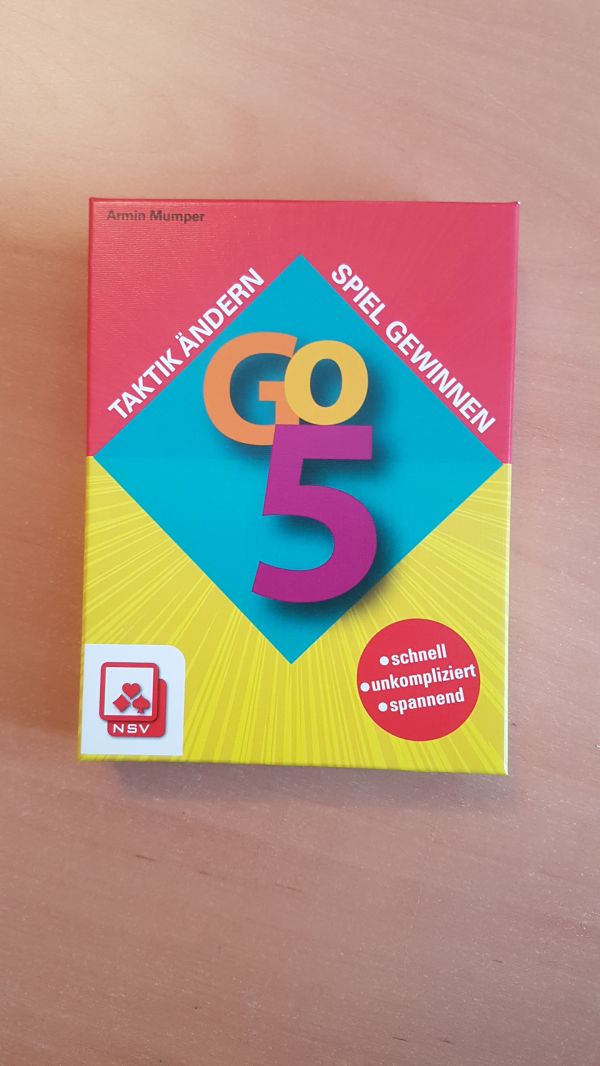 Armin Mumper
TAKTIK ÄNDERN
SPIEL GEWINNEN
Go
5
• schnell
• unkompliziert
• spannend
NSV